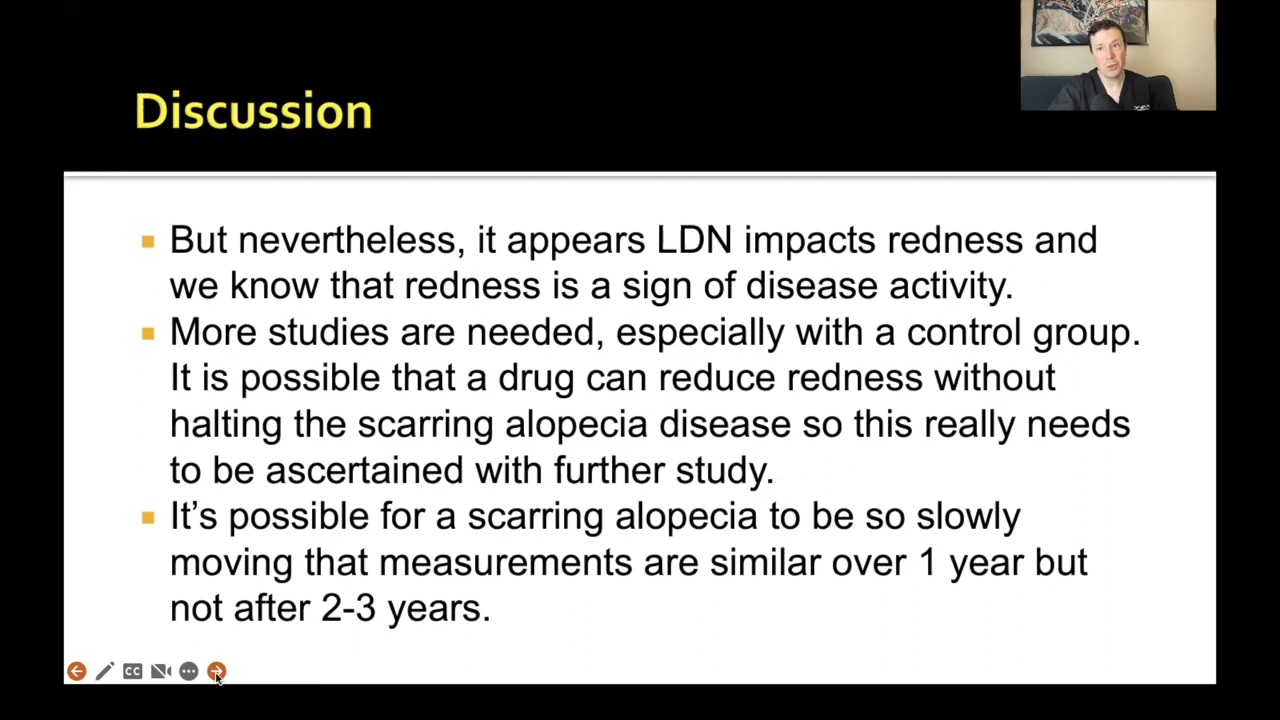 Discussion
But nevertheless, it appears LDN impacts redness and
we know that redness is a sign of disease activity.
More studies are needed, especially with a control group.
It is possible that a drug can reduce redness without
halting the scarring alopecia disease so this really needs
to be ascertained with further study.
It’s possible for a scarring alopecia to be so slowly
moving that measurements are similar over 1 year but
not after 2-3 years.
CC